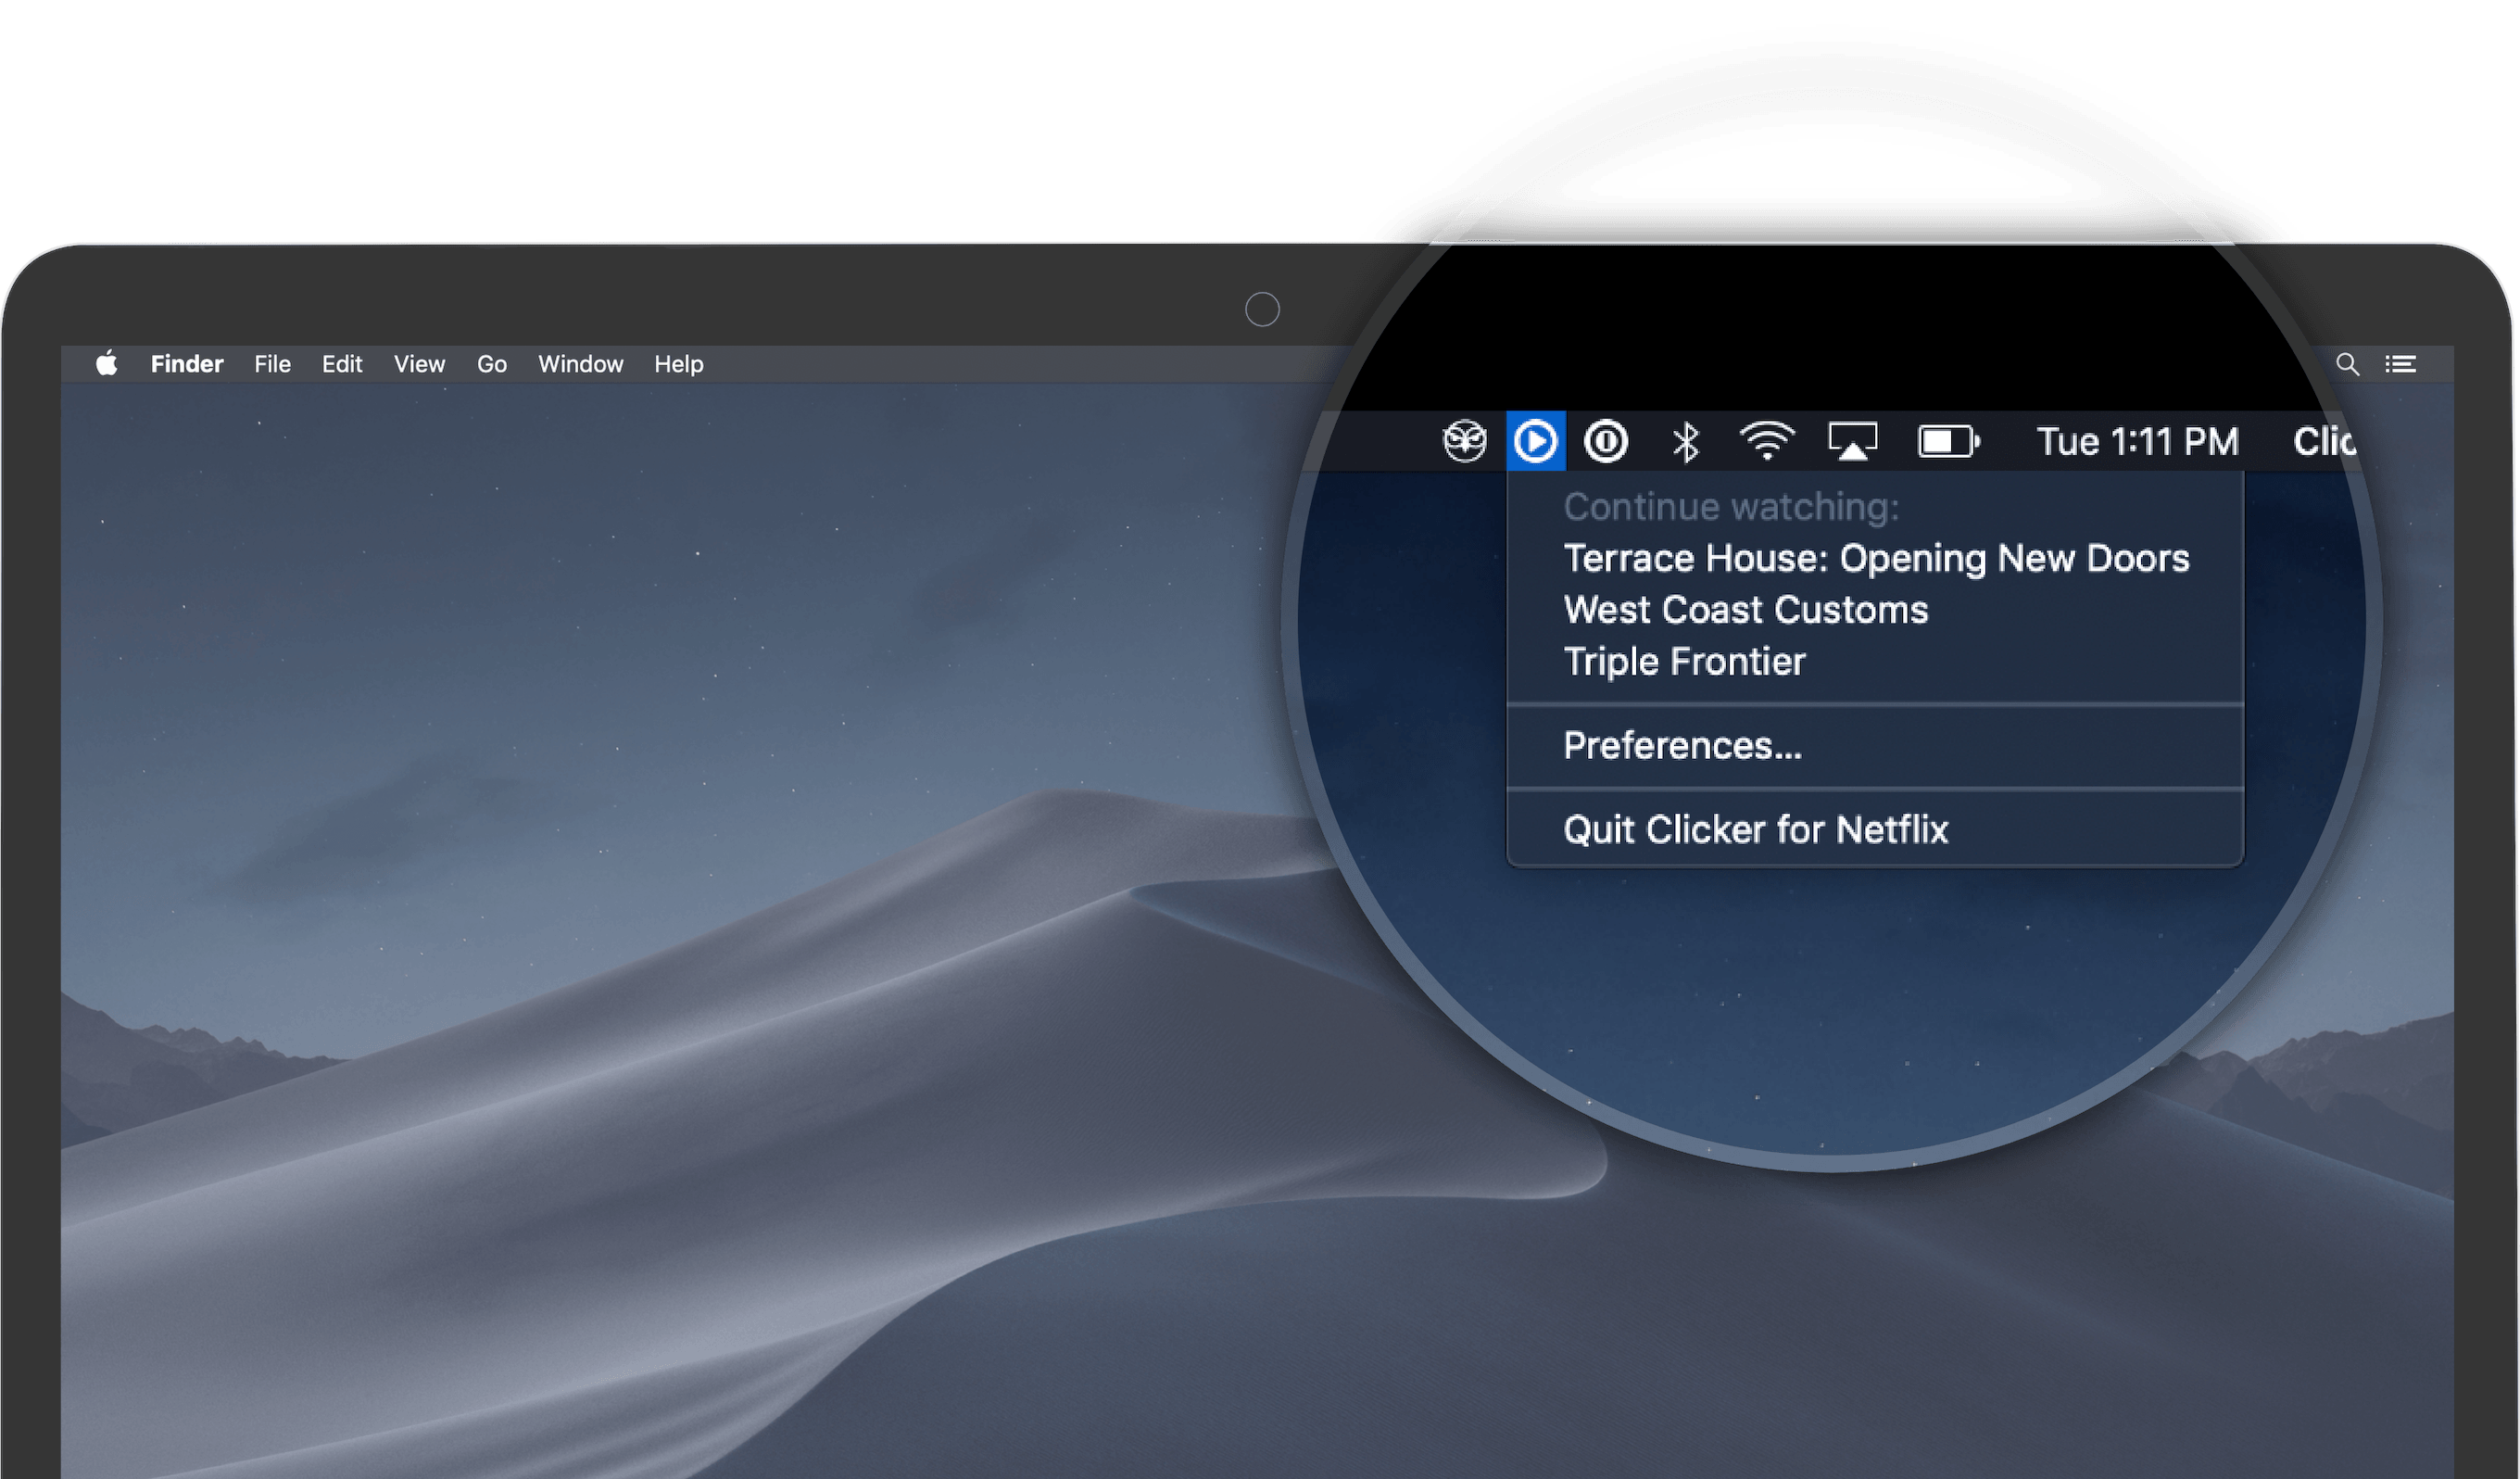 Finder File Edit View Go Window Help
Tue 1:11 PM
Continue watching:
Terrace House: Opening New Doors
West Coast Customs
Triple Frontier
Preferences...
Quit Clicker for Netflix